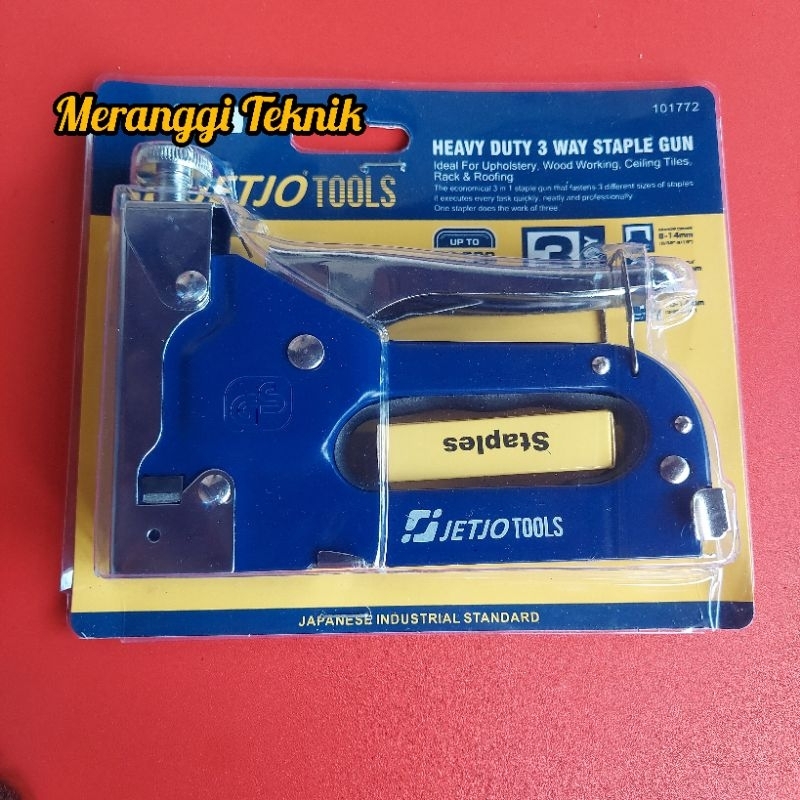 Meranggi Teknik
101772
HEAVY DUTY 3 WAY STAPLE GUN
Ideal For Upholstery, Wood Working, Ceiling Tiles,
Rack & Roofing
The economical 3 in 1 staple gun that fastens 3 different sizes of staples
it executes every task quickly, neatly and professionally
One stapler does the work of three.
JETJO TOOLS
UP TO
3
8-14mm
Staples
JETJO TOOLS
JAPANESE INDUSTRIAL STANDARD